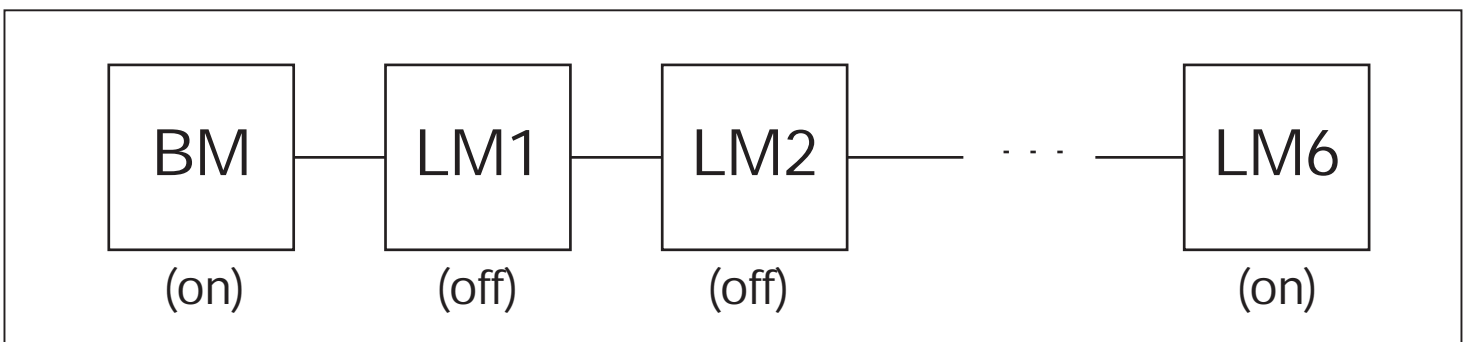 BM LM1 LM2 . . . LM6
(on) (off) (off) (on)